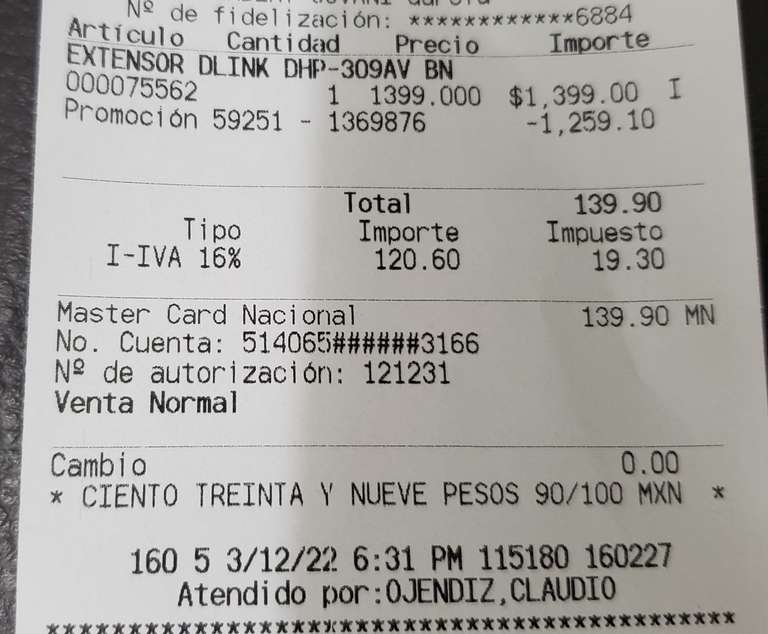 Nº de fidelización: ************6884
Artículo Cantidad Precio Importe
EXTENSOR DLINK DHP-309AV BN
000075562 1 1399.000 $1,399.00 I
Promoción 59251 - 1369876 -1,259.10
Total 139.90
Tipo Importe Impuesto
I-IVA 16% 120.60 19.30
Master Card Nacional 139.90 MN
No. Cuenta: 514065######3166
Nº de autorización: 121231
Venta Normal
Cambio 0.00
* CIENTO TREINTA Y NUEVE PESOS 90/100 MXN *
160 5 3/12/22 6:31 PM 115180 160227
Atendido por:OJENDIZ,CLAUDIO
******************************************